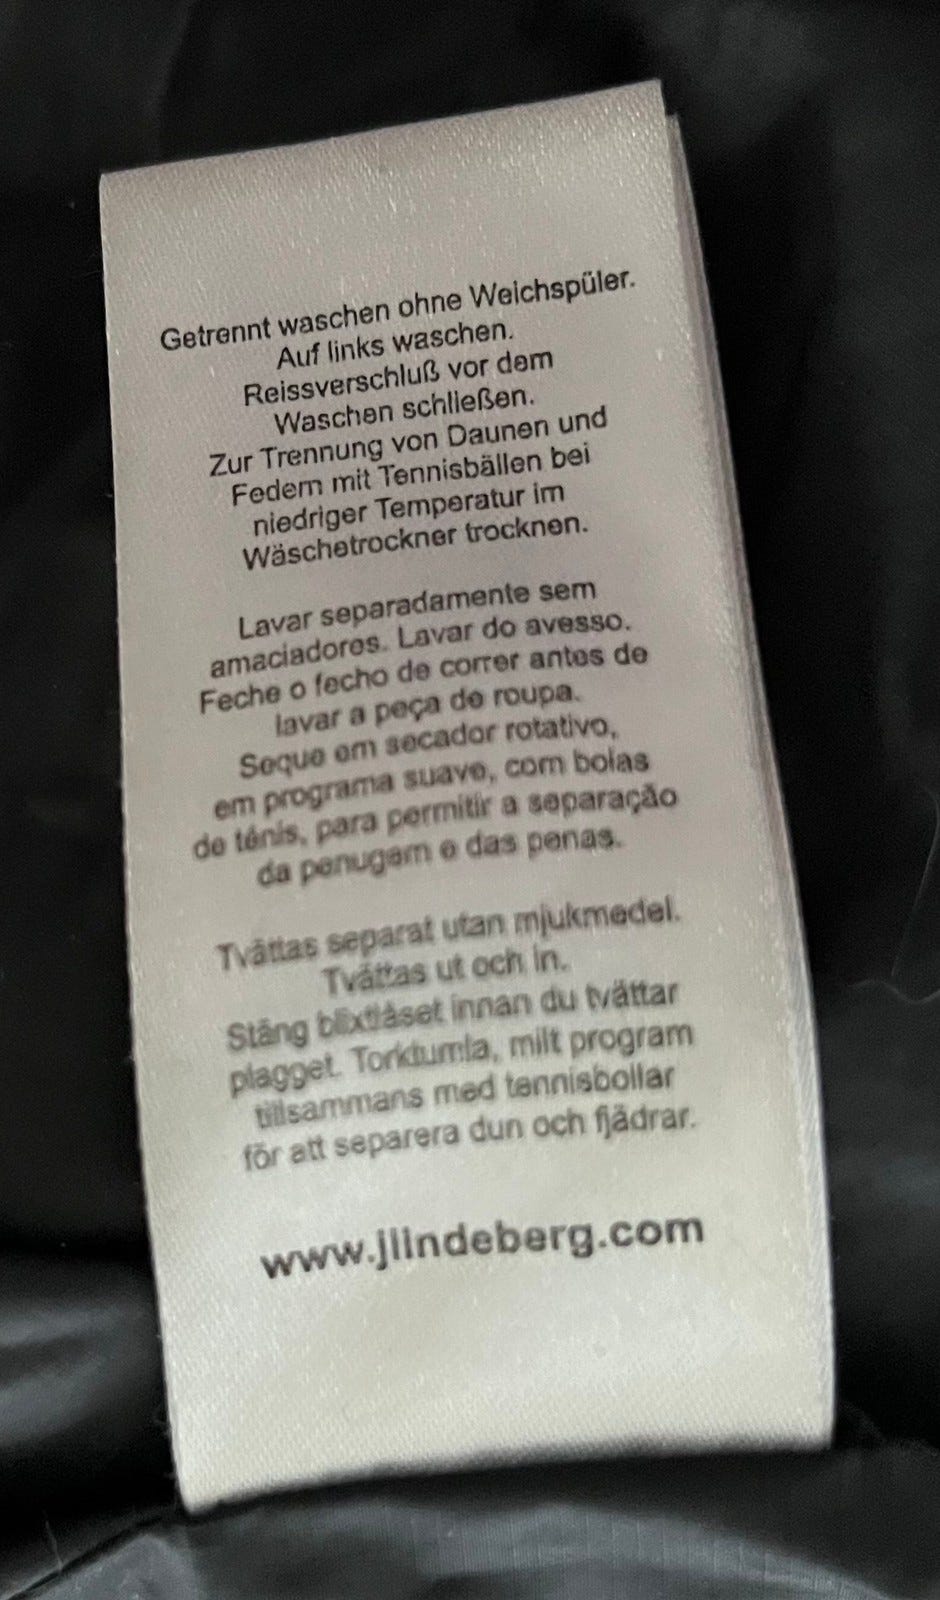 Getrennt waschen ohne Weichspüler.
Auf links waschen.
Reissverschluß vor dem
Waschen schließen.
Zur Trennung von Daunen und
Federn mit Tennisbällen bei
niedriger Temperatur im
Wäschetrockner trocknen.
Lavar separadamente sem
amaciadores. Lavar do avesso.
Feche o fecho de correr antes de
lavar a peça de roupa.
Seque em secador rotativo,
em programa suave, com bolas
de ténis, para permitir a separação
da penugem e das penas.
Tvättas separat utan mjukmedel.
Tvättas ut och in.
Stäng blixtlåset innan du tvättar
plagget. Torktumla, milt program
tillsammans med tennisbollar
för att separera dun och fjädrar.
www.jlindeberg.com